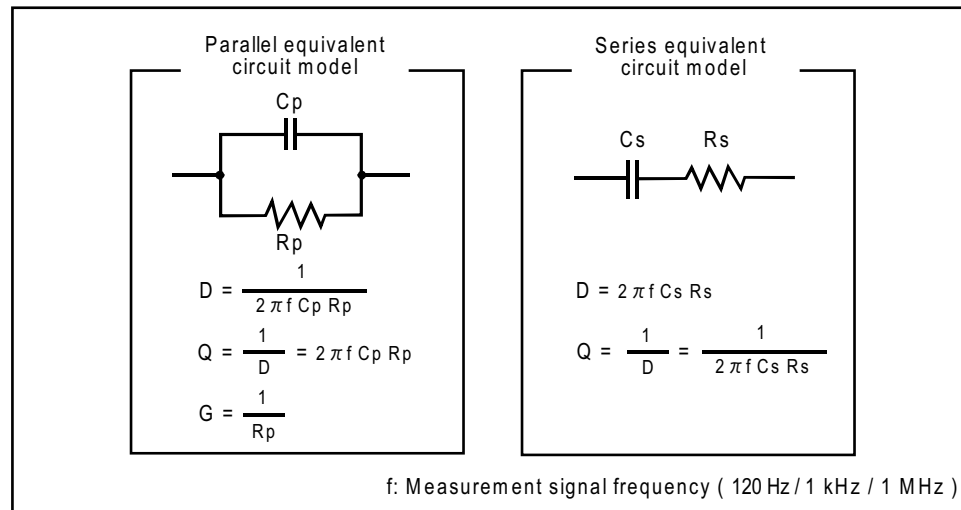 Parallel equivalent
circuit model
Cp
Rp
D = 1 / 2 π f Cp Rp
Q = 1 / D = 2 π f Cp Rp
G = 1 / Rp
Series equivalent
circuit model
Cs Rs
D = 2 π f Cs Rs
Q = 1 / D = 1 / 2 π f Cs Rs
f: Measurement signal frequency ( 120 Hz / 1 kHz / 1 MHz )